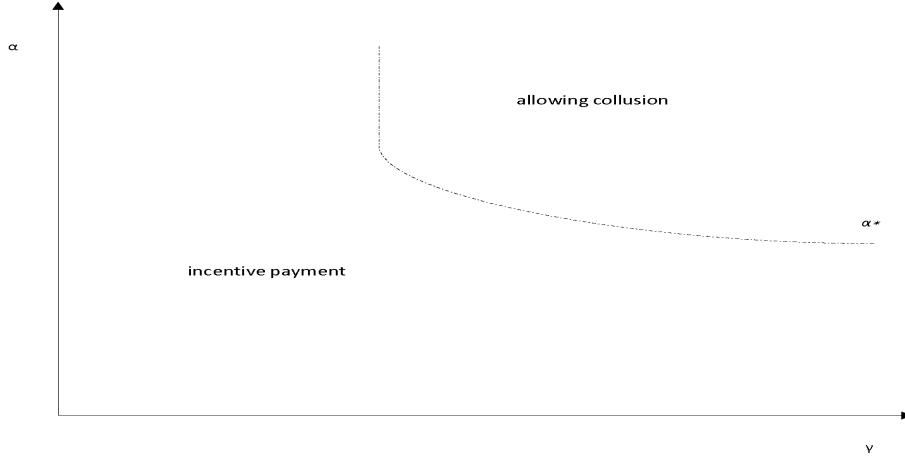 α
allowing collusion
α*
incentive payment
γ